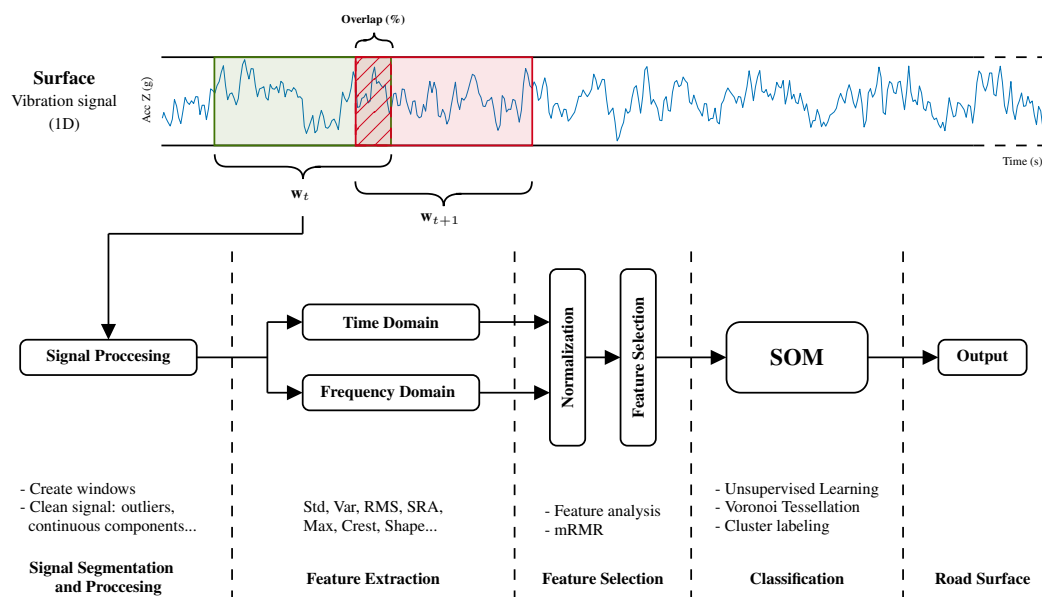 Overlap (%)
Surface
Vibration signal
(1D)
Acc Z (g)
Time (s)
w_t
w_{t+1}
Signal Proccesing
Time Domain
Frequency Domain
Normalization
Feature Selection
SOM
Output
- Create windows
- Clean signal: outliers,
continuous components...
Std, Var, RMS, SRA,
Max, Crest, Shape...
- Feature analysis
- mRMR
- Unsupervised Learning
- Voronoi Tessellation
- Cluster labeling
Signal Segmentation
and Proccesing
Feature Extraction
Feature Selection
Classification
Road Surface